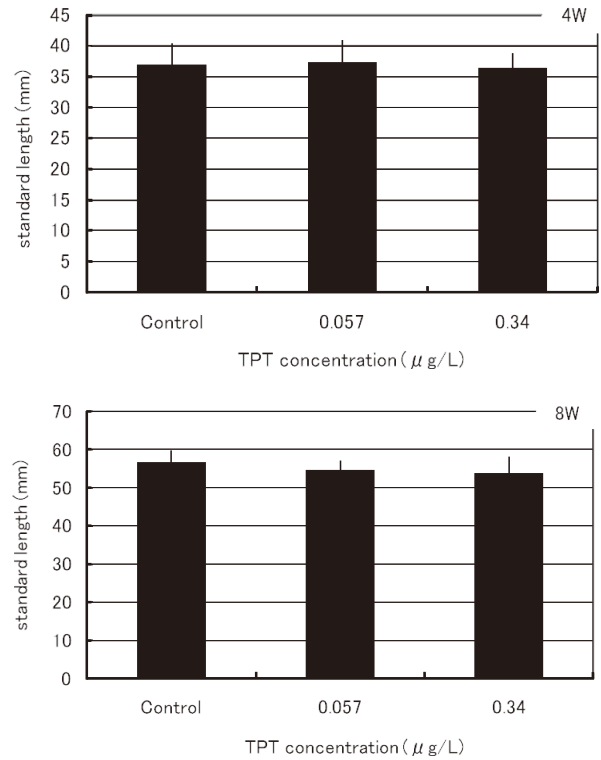 45
4W
40
35
30
25
20
15
10
5
0
standard length (mm)
Control 0.057 0.34
TPT concentration ( μ g/L)
70
8W
60
50
40
30
20
10
0
standard length (mm)
Control 0.057 0.34
TPT concentration ( μ g/L)